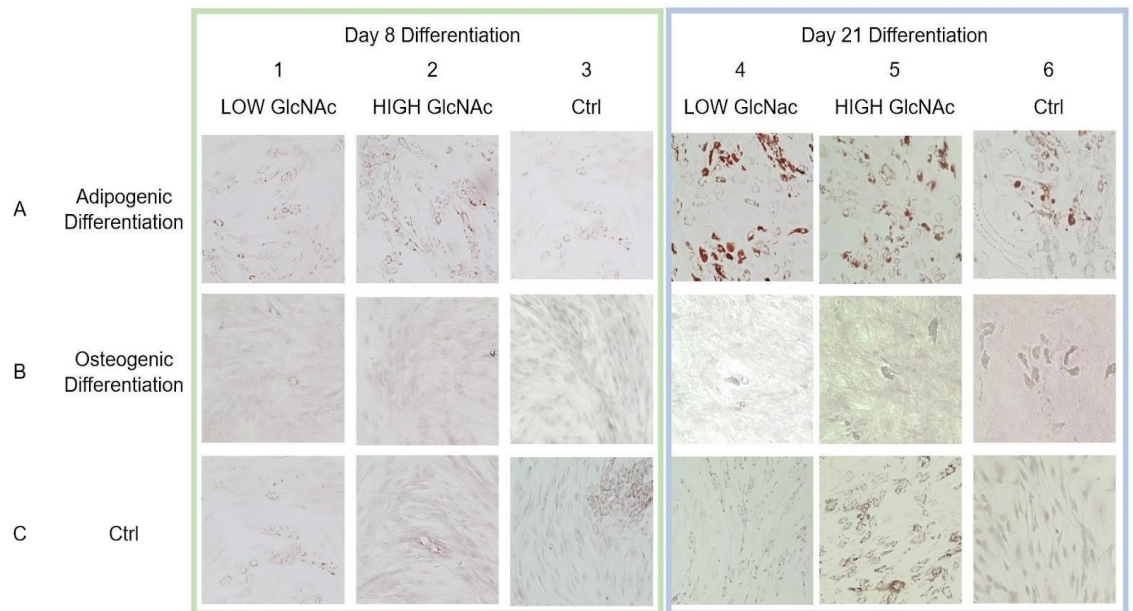 Day 8 Differentiation
Day 21 Differentiation
1
2
3
4
5
6
LOW GlcNAc
HIGH GlcNAc
Ctrl
LOW GlcNac
HIGH GlcNAc
Ctrl
A
Adipogenic
Differentiation
B
Osteogenic
Differentiation
C
Ctrl